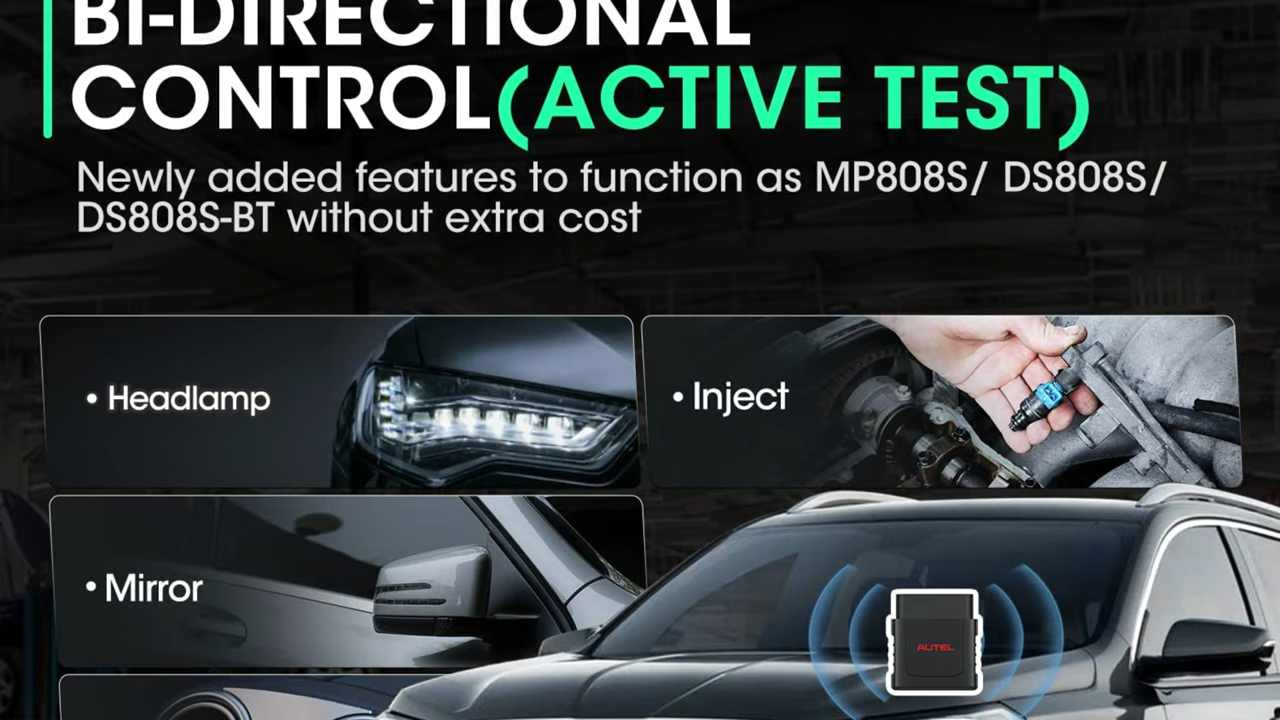 BI-DIRECTIONAL
CONTROL(ACTIVE TEST)
Newly added features to function as MP808S/ DS808S/
DS808S-BT without extra cost
• Headlamp
• Inject
• Mirror
AUTEL